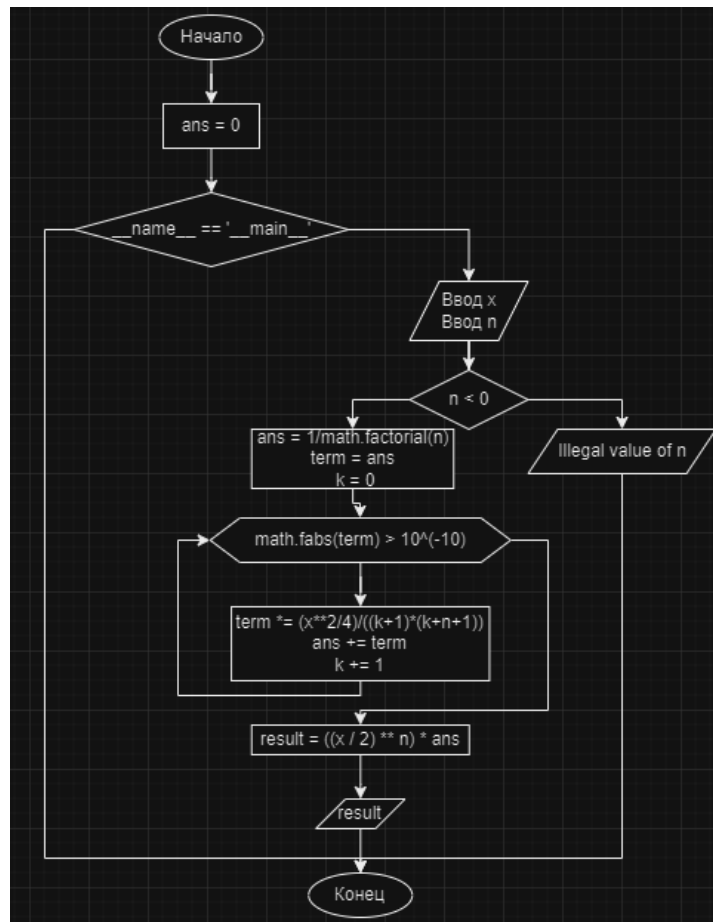 Начало
ans = 0
__name__ == '__main__'
Ввод x
Ввод n
n < 0
ans = 1/math.factorial(n)
term = ans
k = 0
Illegal value of n
math.fabs(term) > 10^(-10)
term *= (x**2/4)/((k+1)*(k+n+1))
ans += term
k += 1
result = ((x / 2) ** n) * ans
result
Конец